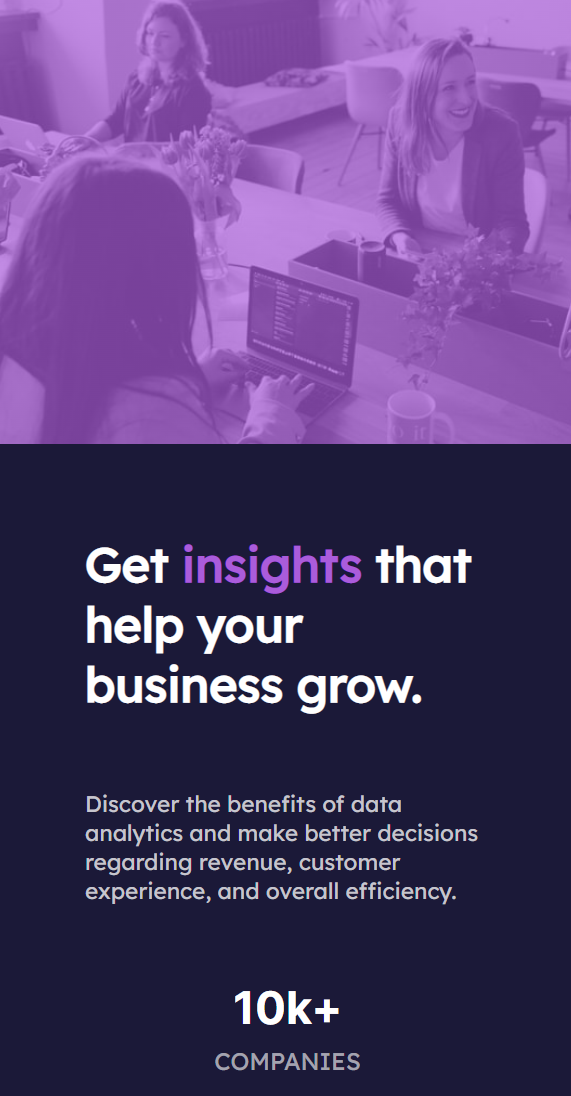 Get insights that
help your
business grow.
Discover the benefits of data
analytics and make better decisions
regarding revenue, customer
experience, and overall efficiency.
10k+
COMPANIES